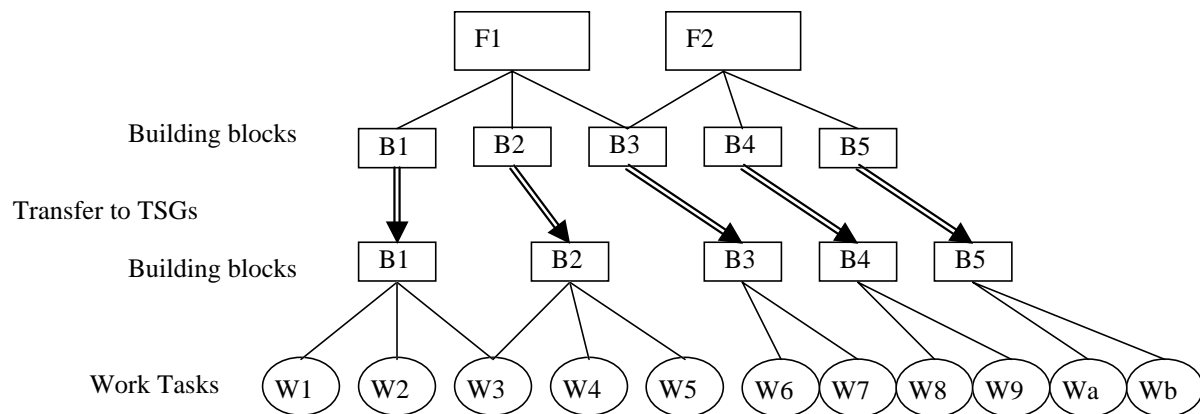 F1 F2
Building blocks B1 B2 B3 B4 B5
Transfer to TSGs
Building blocks B1 B2 B3 B4 B5
Work Tasks W1 W2 W3 W4 W5 W6 W7 W8 W9 Wa Wb